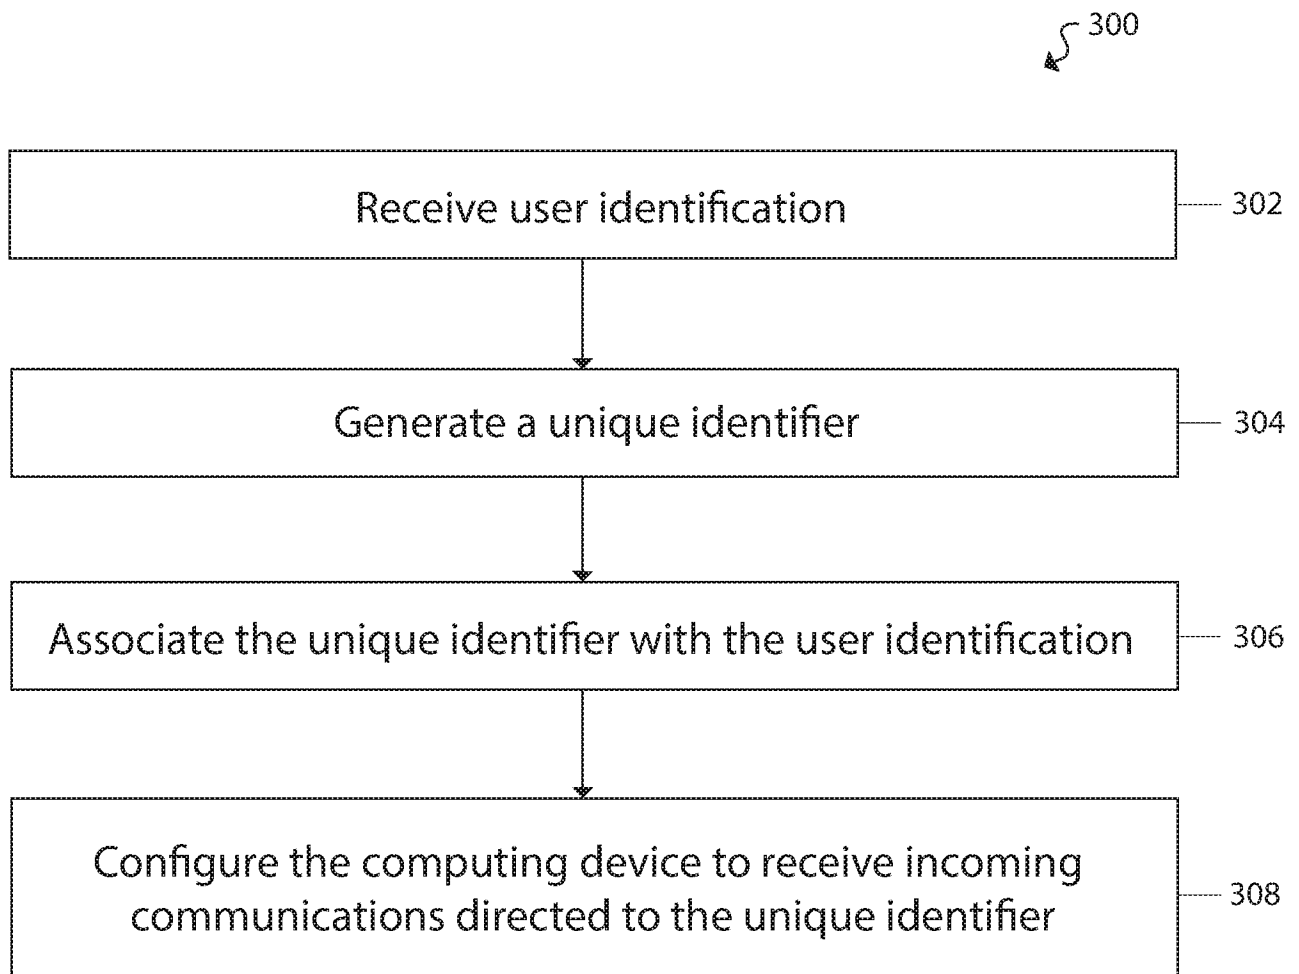 300
Receive user identification
302
Generate a unique identifier
304
Associate the unique identifier with the user identification
306
Configure the computing device to receive incoming
communications directed to the unique identifier
308